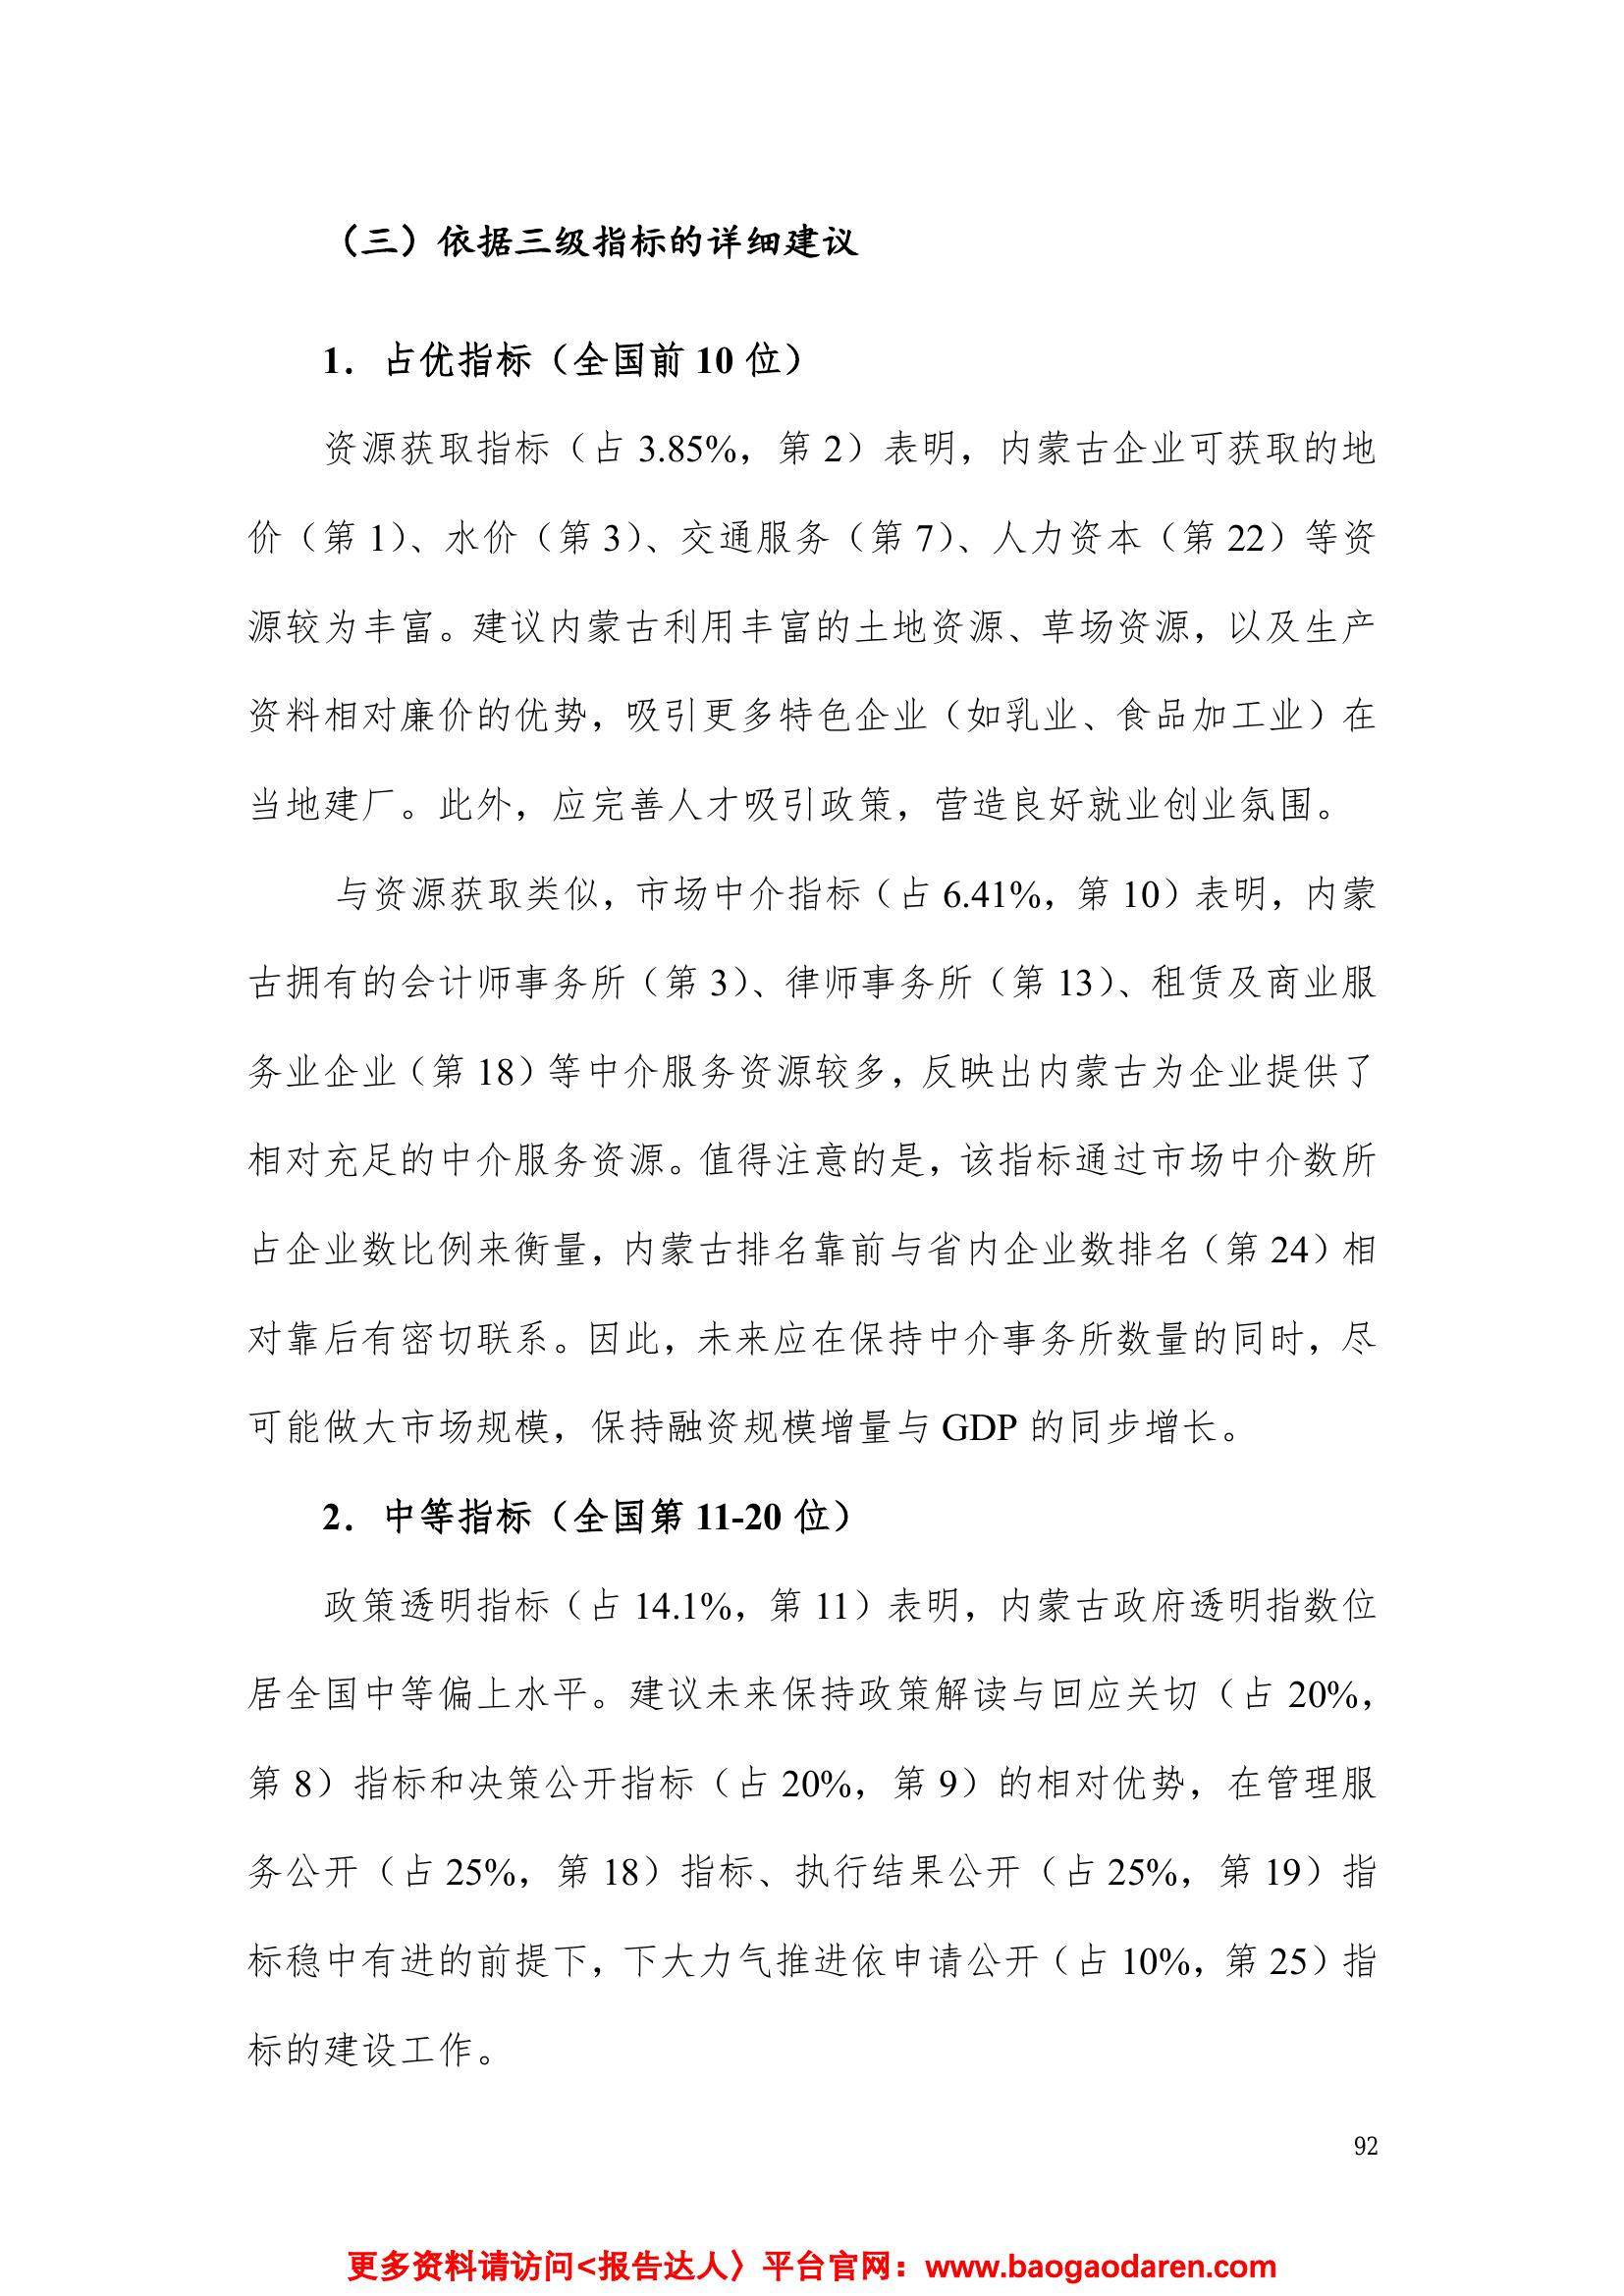 （三）依据三级指标的详细建议
1．占优指标（全国前 10 位）
资源获取指标（占 3.85%，第 2）表明，内蒙古企业可获取的地
价（第 1）、水价（第 3）、交通服务（第 7）、人力资本（第 22）等资
源较为丰富。建议内蒙古利用丰富的土地资源、草场资源，以及生产
资料相对廉价的优势，吸引更多特色企业（如乳业、食品加工业）在
当地建厂。此外，应完善人才吸引政策，营造良好就业创业氛围。
与资源获取类似，市场中介指标（占 6.41%，第 10）表明，内蒙
古拥有的会计师事务所（第 3）、律师事务所（第 13）、租赁及商业服
务业企业（第 18）等中介服务资源较多，反映出内蒙古为企业提供了
相对充足的中介服务资源。值得注意的是，该指标通过市场中介数所
占企业数比例来衡量，内蒙古排名靠前与省内企业数排名（第 24）相
对靠后有密切联系。因此，未来应在保持中介事务所数量的同时，尽
可能做大市场规模，保持融资规模增量与 GDP 的同步增长。
2．中等指标（全国第 11-20 位）
政策透明指标（占 14.1%，第 11）表明，内蒙古政府透明指数位
居全国中等偏上水平。建议未来保持政策解读与回应关切（占 20%，
第 8）指标和决策公开指标（占 20%，第 9）的相对优势，在管理服
务公开（占 25%，第 18）指标、执行结果公开（占 25%，第 19）指
标稳中有进的前提下，下大力气推进依申请公开（占 10%，第 25）指
标的建设工作。
92
更多资料请访问<报告达人〉平台官网：www.baogaodaren.com